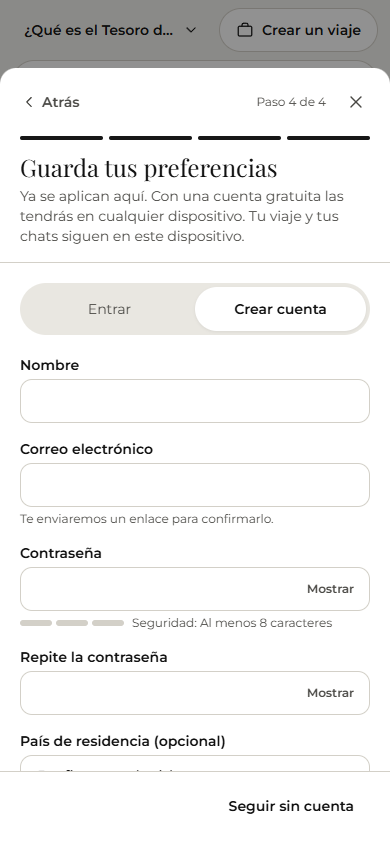 ¿Qué es el Tesoro d...
Crear un viaje
Atrás
Paso 4 de 4
Guarda tus preferencias
Ya se aplican aquí. Con una cuenta gratuita las
tendrás en cualquier dispositivo. Tu viaje y tus
chats siguen en este dispositivo.
Entrar
Crear cuenta
Nombre
Correo electrónico
Te enviaremos un enlace para confirmarlo.
Contraseña
Mostrar
Seguridad: Al menos 8 caracteres
Repite la contraseña
Mostrar
País de residencia (opcional)
Seguir sin cuenta